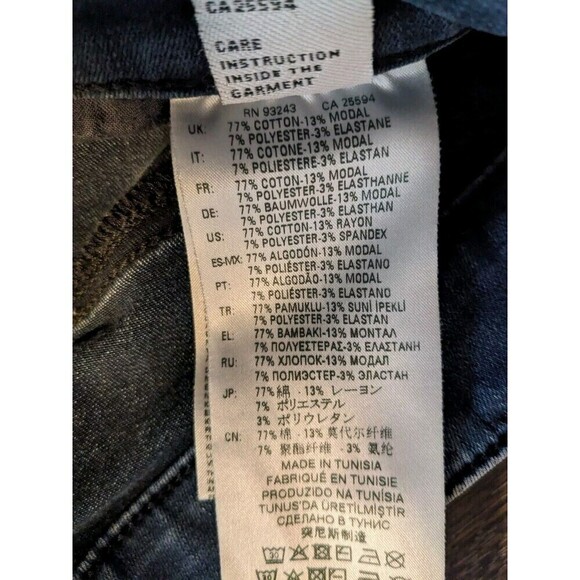 CA 25594
CARE
INSTRUCTION
INSIDE THE
GARMENT
RN 93243 CA 25594
UK: 77% COTTON-13% MODAL
7% POLYESTER-3% ELASTANE
IT: 77% COTONE-13% MODAL
7% POLIESTERE-3% ELASTAN
FR: 77% COTON-13% MODAL
7% POLYESTER-3% ELASTHANNE
DE: 77% BAUMWOLLE-13% MODAL
7% POLYESTER-3% ELASTHAN
US: 77% COTTON-13% RAYON
7% POLYESTER-3% SPANDEX
ES-MX: 77% ALGODÓN-13% MODAL
7% POLIÉSTER-3% ELASTANO
PT: 77% ALGODÃO-13% MODAL
7% POLIÉSTER-3% ELASTANO
TR: 77% PAMUKLU-13% SUNİ İPEKLİ
7% POLYESTER-3% ELASTAN
EL: 77% ΒΑΜΒΑΚΙ-13% ΜΟΝΤΑΛ
7% ΠΟΛΥΕΣΤΕΡΑΣ-3% ΕΛΑΣΤΑΝΗ
RU: 77% ХЛОПОК-13% МОДАЛ
7% ПОЛИЭСТЕР-3% ЭЛАСТАН
JP: 77% 綿 - 13% レーヨン
7% ポリエステル
3% ポリウレタン
CN: 77% 棉 - 13% 莫代尔纤维
7% 聚酯纤维 - 3% 氨纶
MADE IN TUNISIA
FABRIQUÉ EN TUNISIE
PRODUZIDO NA TUNÍSIA
TUNUS'DA ÜRETİLMİŞTİR
СДЕЛАНО В ТУНИС
突尼斯制造